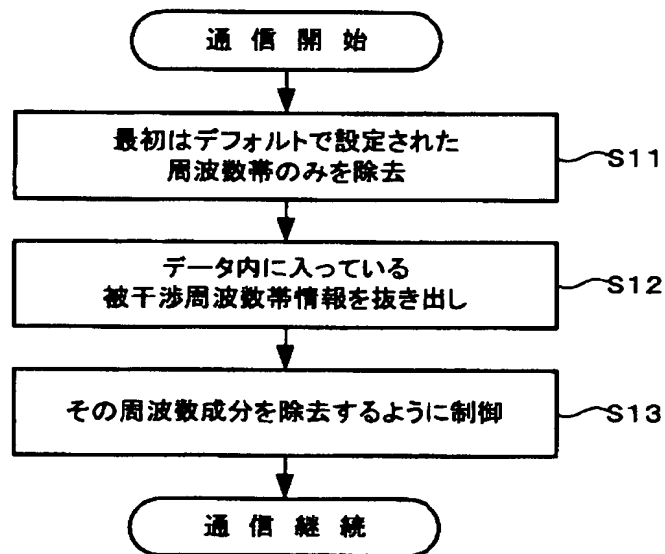 通信開始
最初はデフォルトで設定された
周波数帯のみを除去
S11
データ内に入っている
被干渉周波数帯情報を抜き出し
S12
その周波数成分を除去するように制御
S13
通信継続